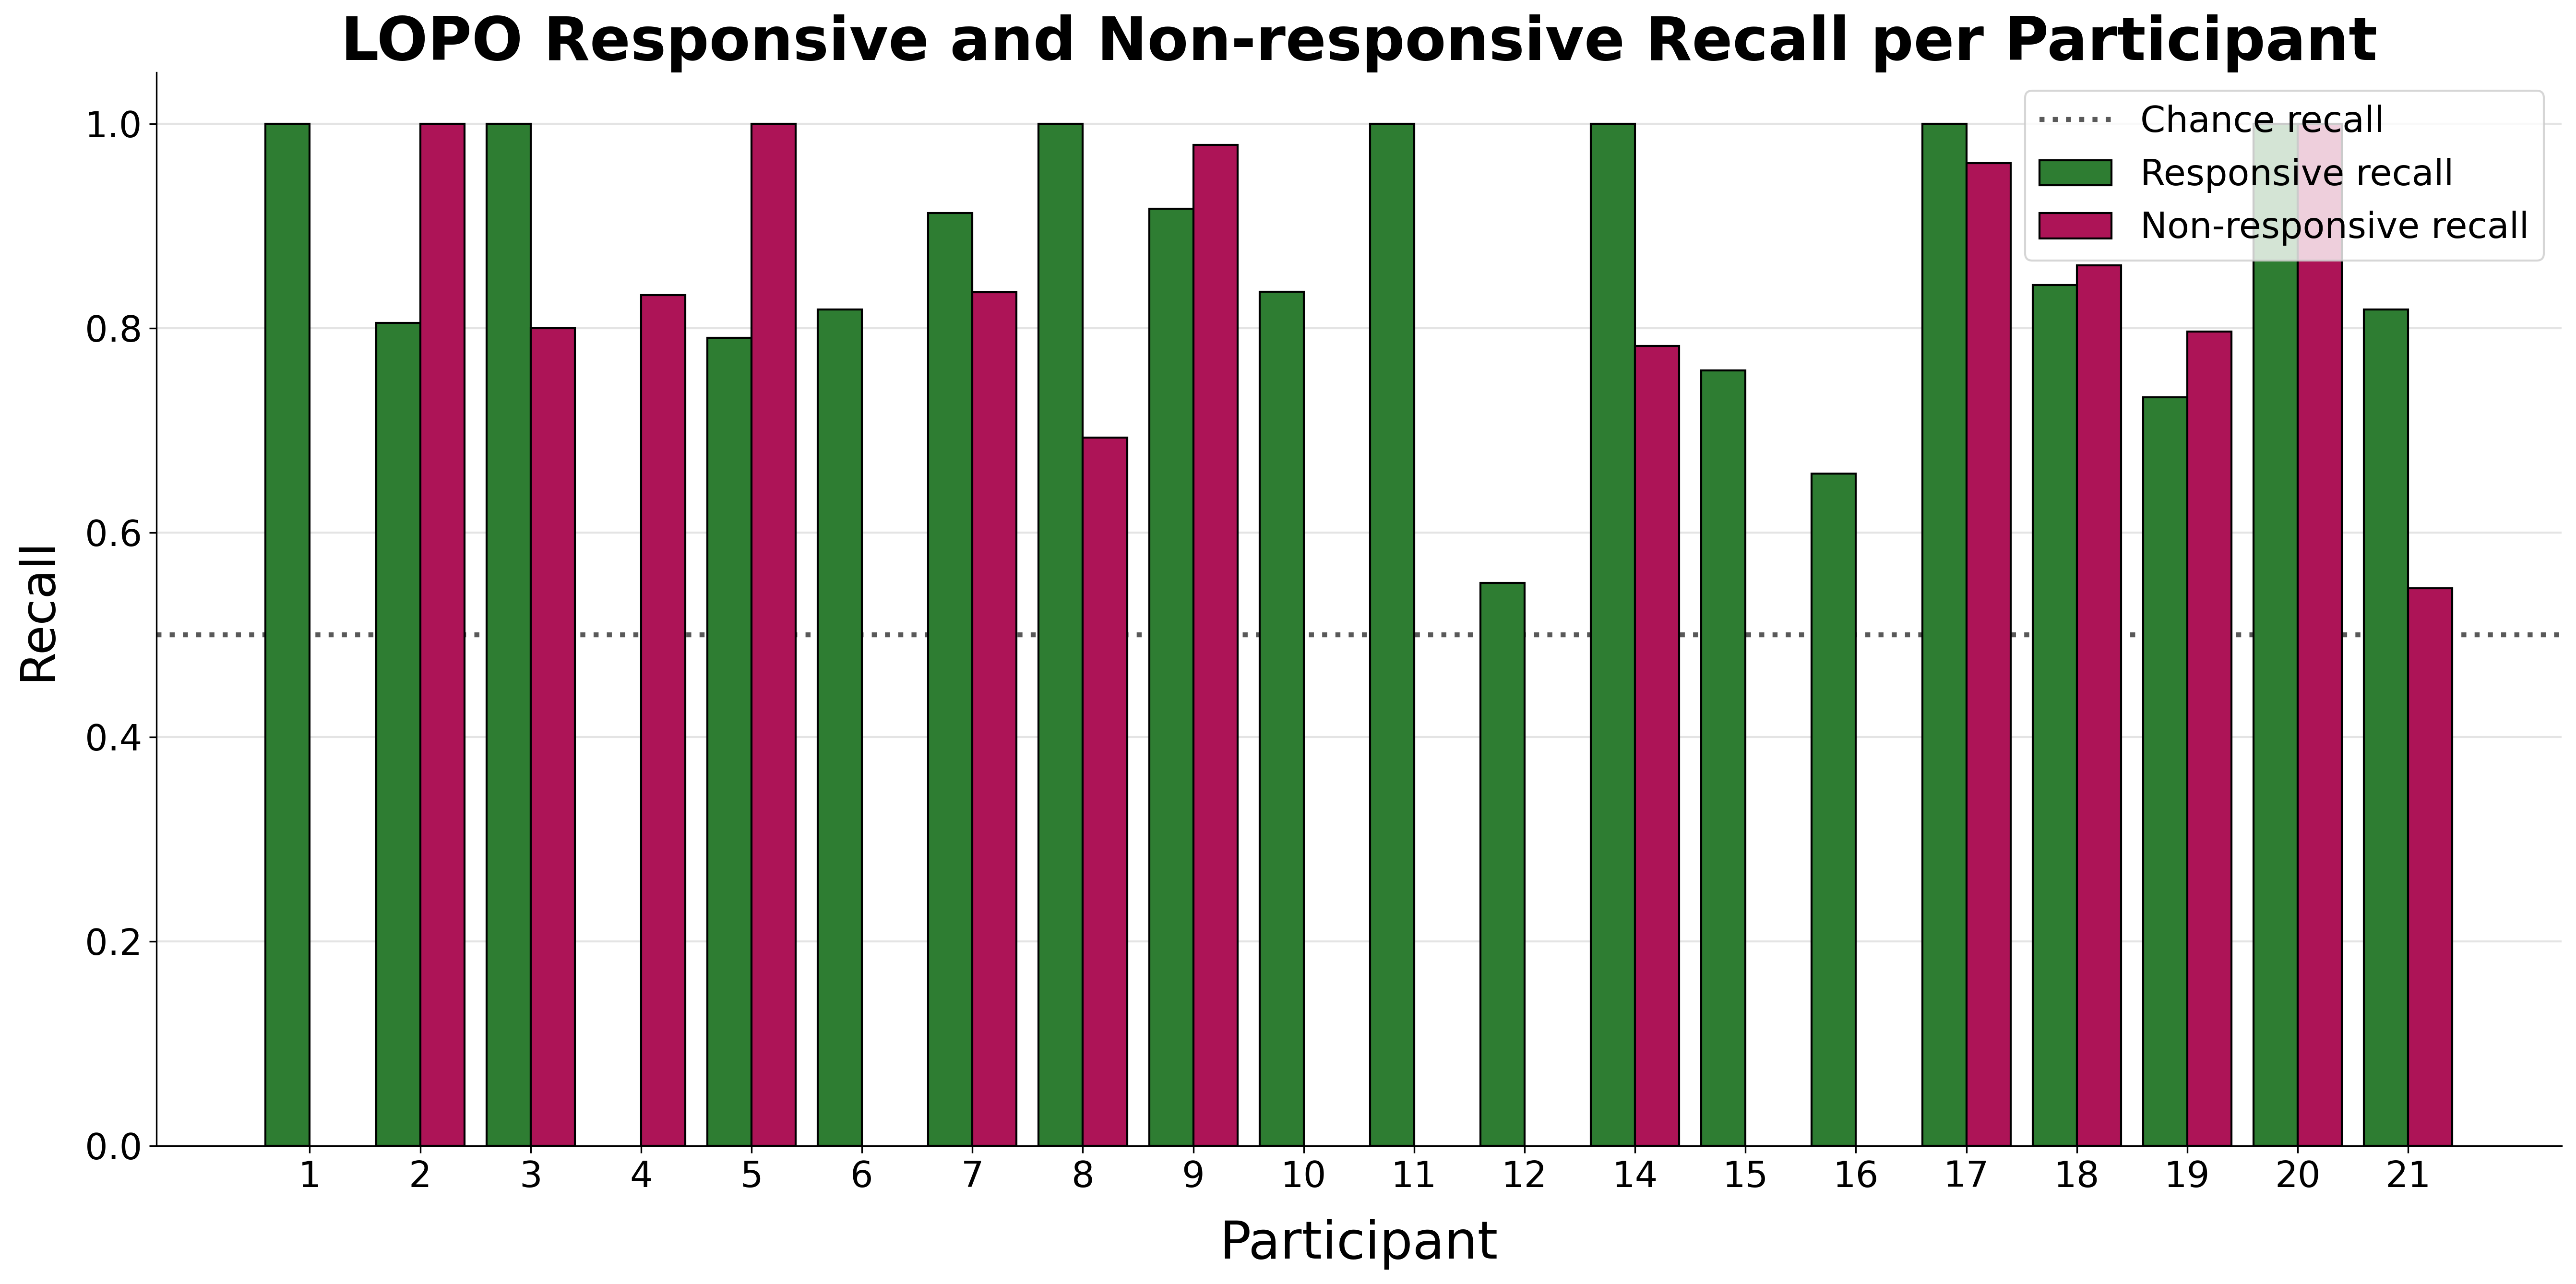 LOPO Responsive and Non-responsive Recall per Participant
Chance recall
Responsive recall
Non-responsive recall
Recall
1.0
0.8
0.6
0.4
0.2
0.0
1 2 3 4 5 6 7 8 9 10 11 12 14 15 16 17 18 19 20 21
Participant